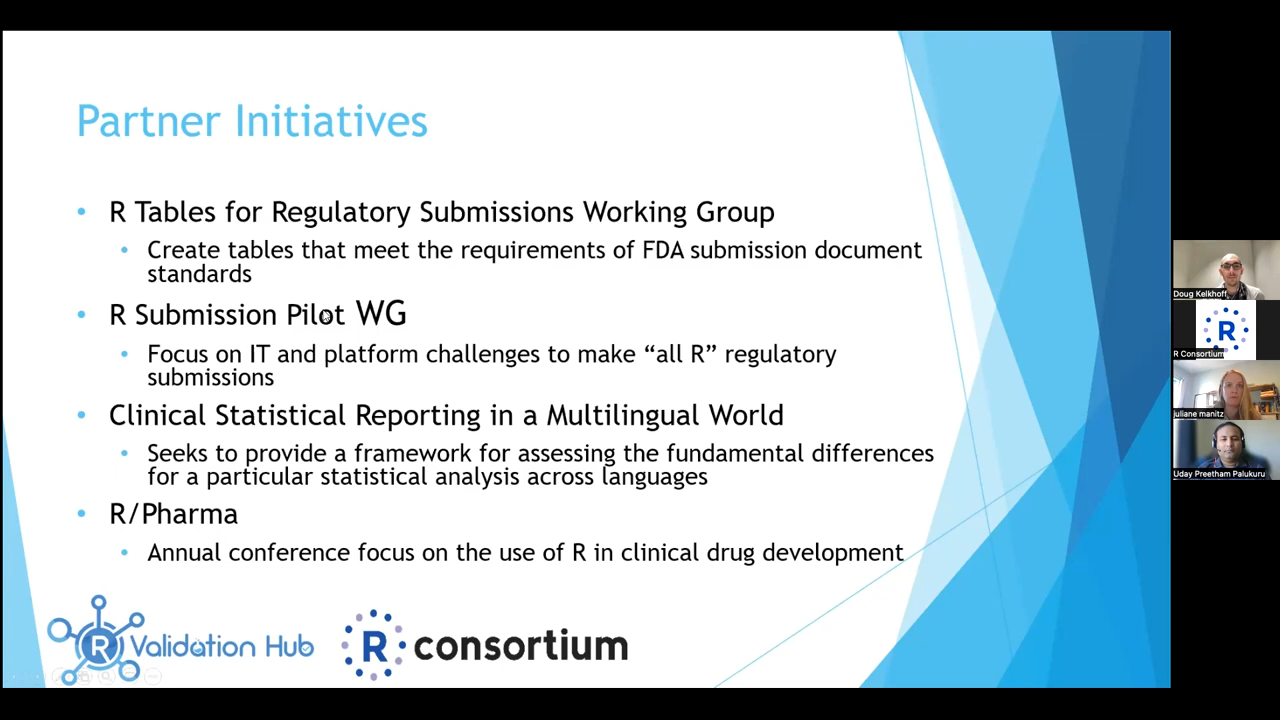 Partner Initiatives
• R Tables for Regulatory Submissions Working Group
• Create tables that meet the requirements of FDA submission document
standards
• R Submission Pilot WG
• Focus on IT and platform challenges to make “all R” regulatory
submissions
• Clinical Statistical Reporting in a Multilingual World
• Seeks to provide a framework for assessing the fundamental differences
for a particular statistical analysis across languages
• R/Pharma
• Annual conference focus on the use of R in clinical drug development
R Validation Hub
R consortium
Doug Kelkhoff
R
R Consortium
juliane manitz
Uday Preetham Palukuru